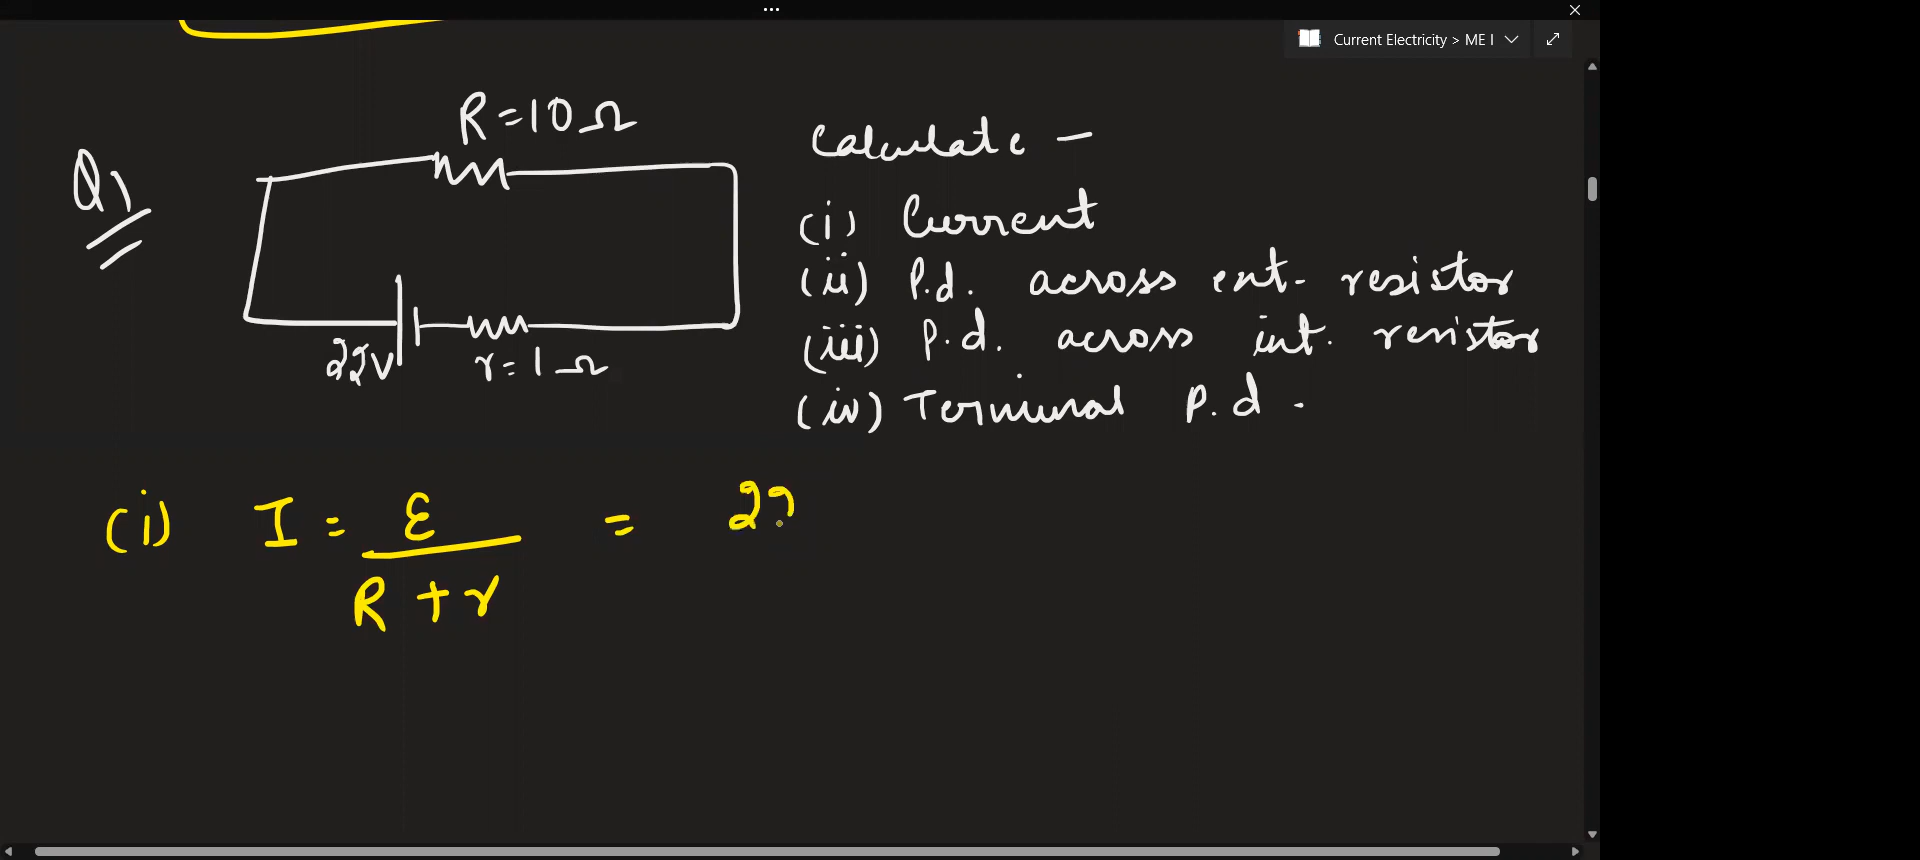 Current Electricity > ME I
R = 10 Ω
Q1
22V
r = 1 Ω
Calculate -
(i) Current
(ii) P.d. across ext. resistor
(iii) P.d. across int. resistor
(iv) Terminal P.d.
(i) I = ε / R + r = 22